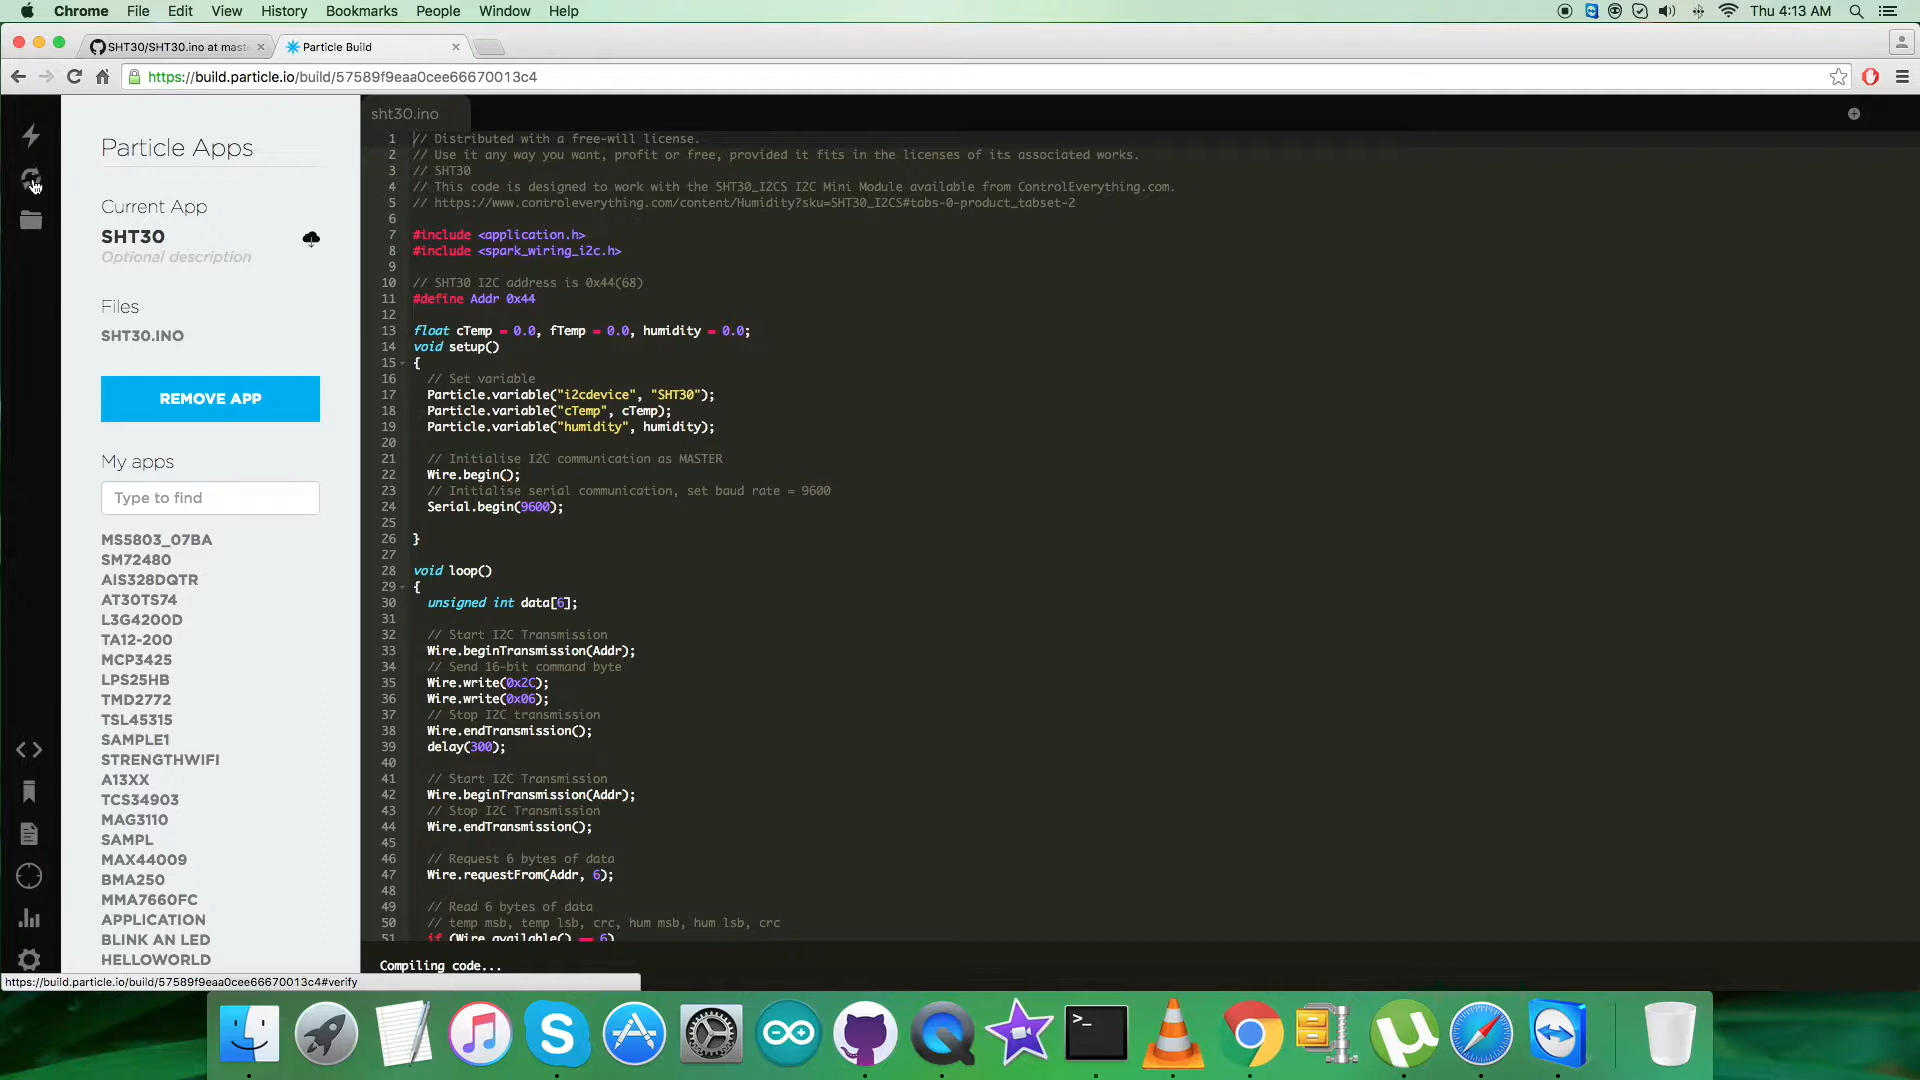 Chrome File Edit View History Bookmarks People Window Help Thu 4:13 AM
SHT30/SHT30.ino at mast Particle Build
https://build.particle.io/build/57589f9eaa0cee66670013c4
Particle Apps
Current App
SHT30
Optional description
Files
SHT30.INO
REMOVE APP
My apps
Type to find
MS5803_07BA
SM72480
AIS328DQTR
AT30TS74
L3G4200D
TA12-200
MCP3425
LPS25HB
TMD2772
TSL45315
SAMPLE1
STRENGTHWIFI
A13XX
TCS34903
MAG3110
SAMPL
MAX44009
BMA250
MMA7660FC
APPLICATION
BLINK AN LED
HELLOWORLD
sht30.ino
1 // Distributed with a free-will license.
2 // Use it any way you want, profit or free, provided it fits in the licenses of its associated works.
3 // SHT30
4 // This code is designed to work with the SHT30_I2CS I2C Mini Module available from ControlEverything.com.
5 // https://www.controleverything.com/content/Humidity?sku=SHT30_I2CS#tabs-0-product_tabset-2
6
7 #include <application.h>
8 #include <spark_wiring_i2c.h>
9
10 // SHT30 I2C address is 0x44(68)
11 #define Addr 0x44
12
13 float cTemp = 0.0, fTemp = 0.0, humidity = 0.0;
14 void setup()
15 {
16 // Set variable
17 Particle.variable("i2cdevice", "SHT30");
18 Particle.variable("cTemp", cTemp);
19 Particle.variable("humidity", humidity);
20
21 // Initialise I2C communication as MASTER
22 Wire.begin();
23 // Initialise serial communication, set baud rate = 9600
24 Serial.begin(9600);
25
26 }
27
28 void loop()
29 {
30 unsigned int data[6];
31
32 // Start I2C Transmission
33 Wire.beginTransmission(Addr);
34 // Send 16-bit command byte
35 Wire.write(0x2C);
36 Wire.write(0x06);
37 // Stop I2C transmission
38 Wire.endTransmission();
39 delay(300);
40
41 // Start I2C Transmission
42 Wire.beginTransmission(Addr);
43 // Stop I2C Transmission
44 Wire.endTransmission();
45
46 // Request 6 bytes of data
47 Wire.requestFrom(Addr, 6);
48
49 // Read 6 bytes of data
50 // temp msb, temp lsb, crc, hum msb, hum lsb, crc
51 if (Wire.available() == 6)
Compiling code...
https://build.particle.io/build/57589f9eaa0cee66670013c4#verify